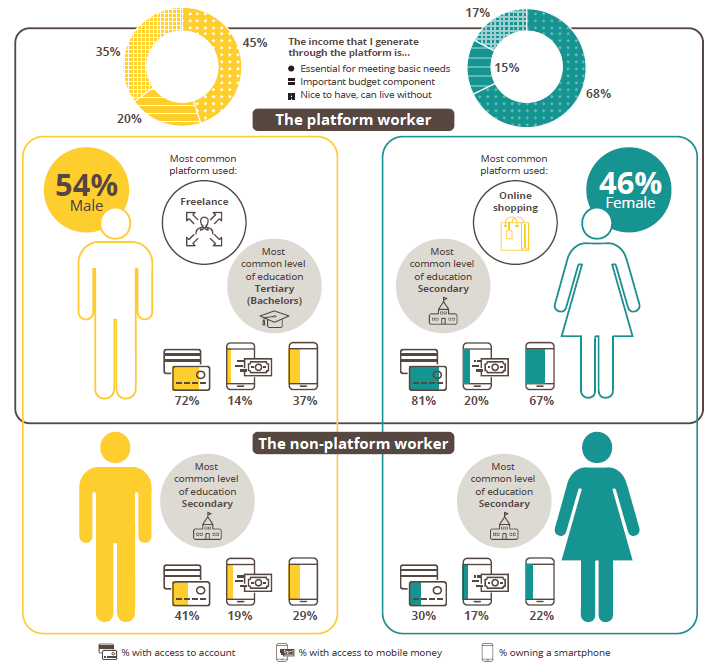 17%
35%
45%
The income that I generate
through the platform is...
Essential for meeting basic needs
Important budget component
Nice to have, can live without
15%
68%
20%
The platform worker
54%
Male
Most common
platform used:
Freelance
Most
common level
of education
Tertiary
(Bachelors)
72%
14%
37%
Most common
platform used:
Online
shopping
46%
Female
Most
common level
of education
Secondary
81%
20%
67%
The non-platform worker
Most
common level
of education
Secondary
41%
19%
29%
Most
common level
of education
Secondary
30%
17%
22%
% with access to account
% with access to mobile money
% owning a smartphone